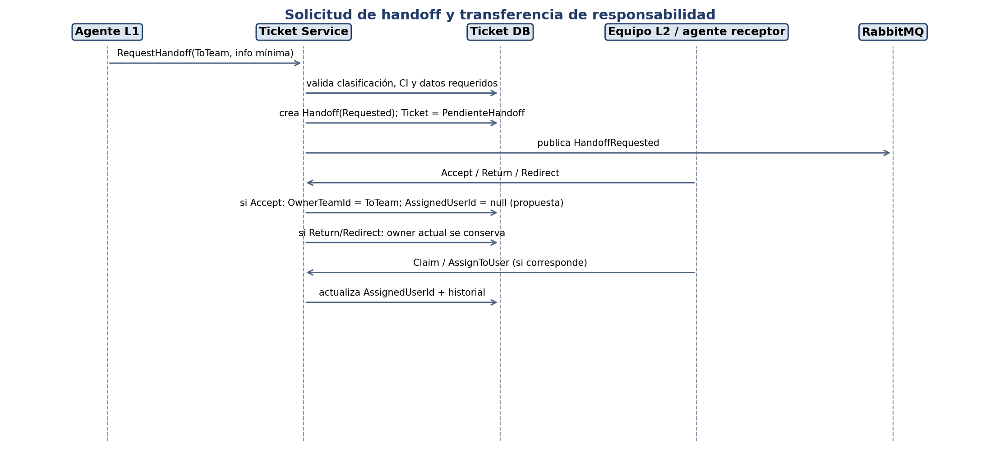 Solicitud de handoff y transferencia de responsabilidad
Agente L1
Ticket Service
Ticket DB
Equipo L2 / agente receptor
RabbitMQ
RequestHandoff(ToTeam, info mínima)
valida clasificación, CI y datos requeridos
crea Handoff(Requested); Ticket = PendienteHandoff
publica HandoffRequested
Accept / Return / Redirect
si Accept: OwnerTeamId = ToTeam; AssignedUserId = null (propuesta)
si Return/Redirect: owner actual se conserva
Claim / AssignToUser (si corresponde)
actualiza AssignedUserId + historial